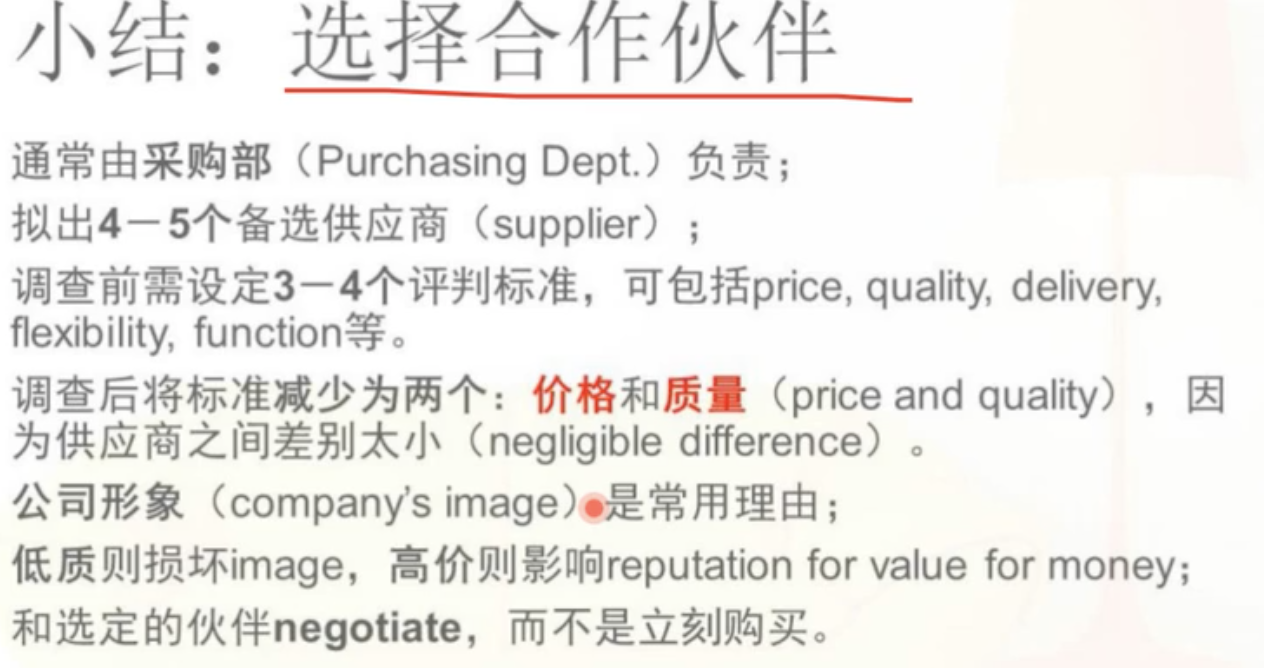 小结：选择合作伙伴
通常由采购部（Purchasing Dept.）负责；
拟出4－5个备选供应商（supplier）；
调查前需设定3－4个评判标准，可包括price, quality, delivery,
flexibility, function等。
调查后将标准减少为两个：价格和质量（price and quality），因
为供应商之间差别太小（negligible difference）。
公司形象（company’s image）是常用理由；
低质则损坏image，高价则影响reputation for value for money；
和选定的伙伴negotiate，而不是立刻购买。